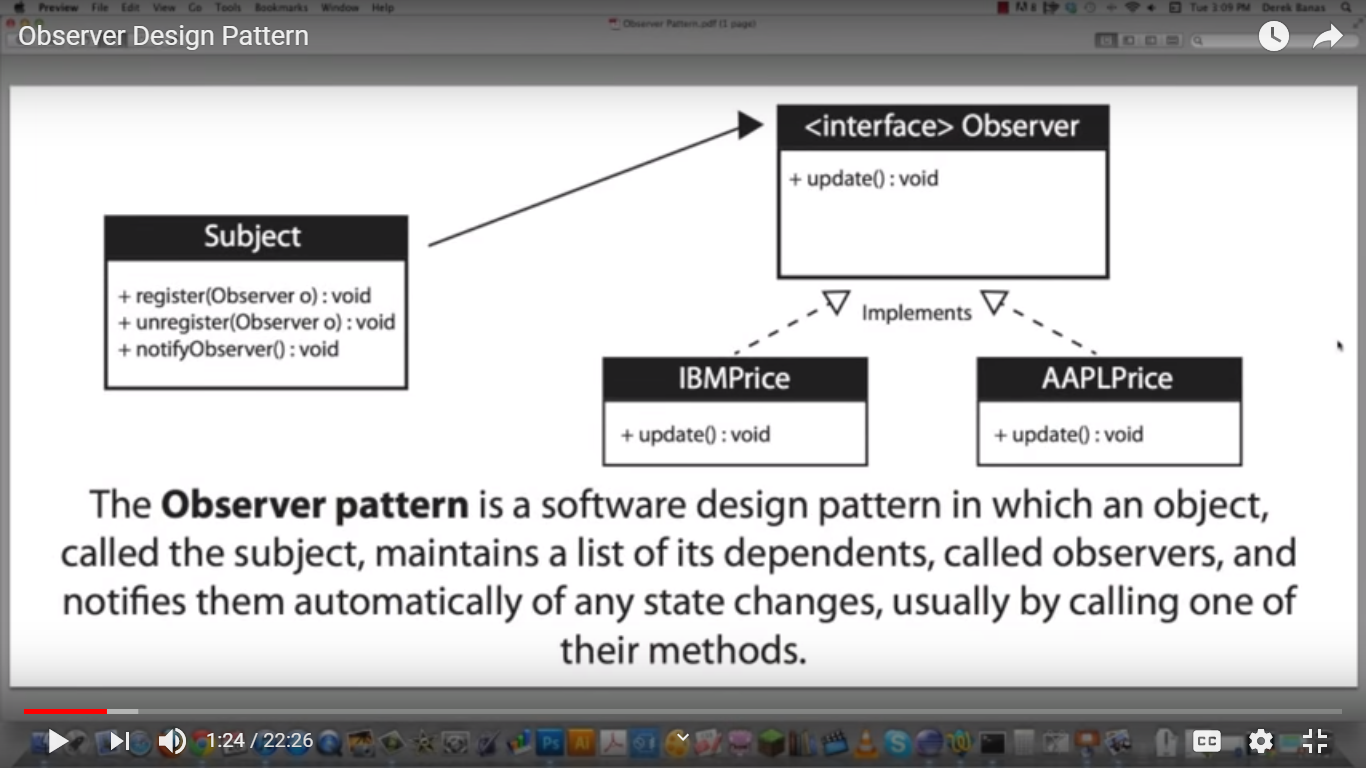 Preview File Edit View Go Tools Bookmarks Window Help
Tue 3:09 PM Derek Banas
Observer Pattern.pdf (1 page)
Observer Design Pattern
<interface> Observer
+ update() : void
Subject
+ register(Observer o) : void
+ unregister(Observer o) : void
+ notifyObserver() : void
Implements
IBMPrice
+ update() : void
AAPLPrice
+ update() : void
The Observer pattern is a software design pattern in which an object,
called the subject, maintains a list of its dependents, called observers, and
notifies them automatically of any state changes, usually by calling one of
their methods.
1:24 / 22:26
Ps
Ai
CC